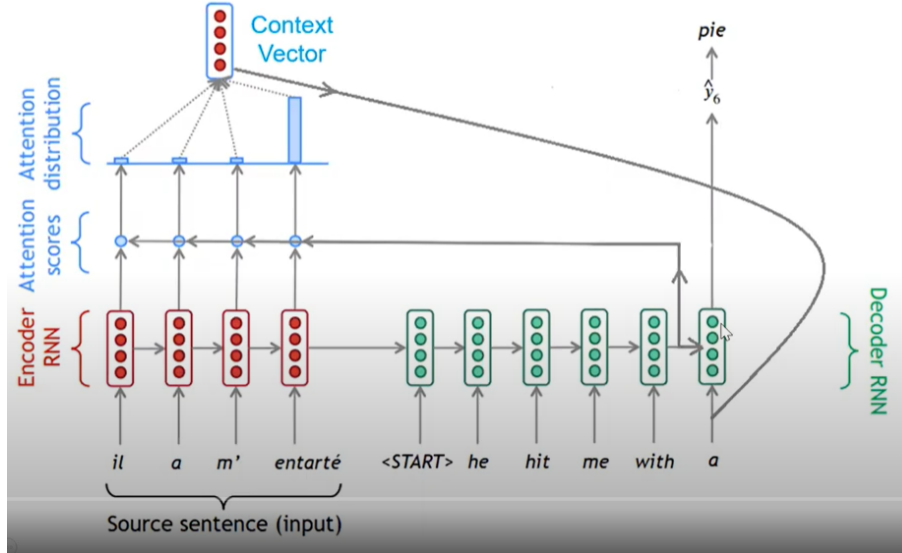 Context
Vector
pie
ŷ₆
Attention
distribution
Attention
scores
Encoder
RNN
Decoder RNN
il a m' entarté <START> he hit me with a
Source sentence (input)